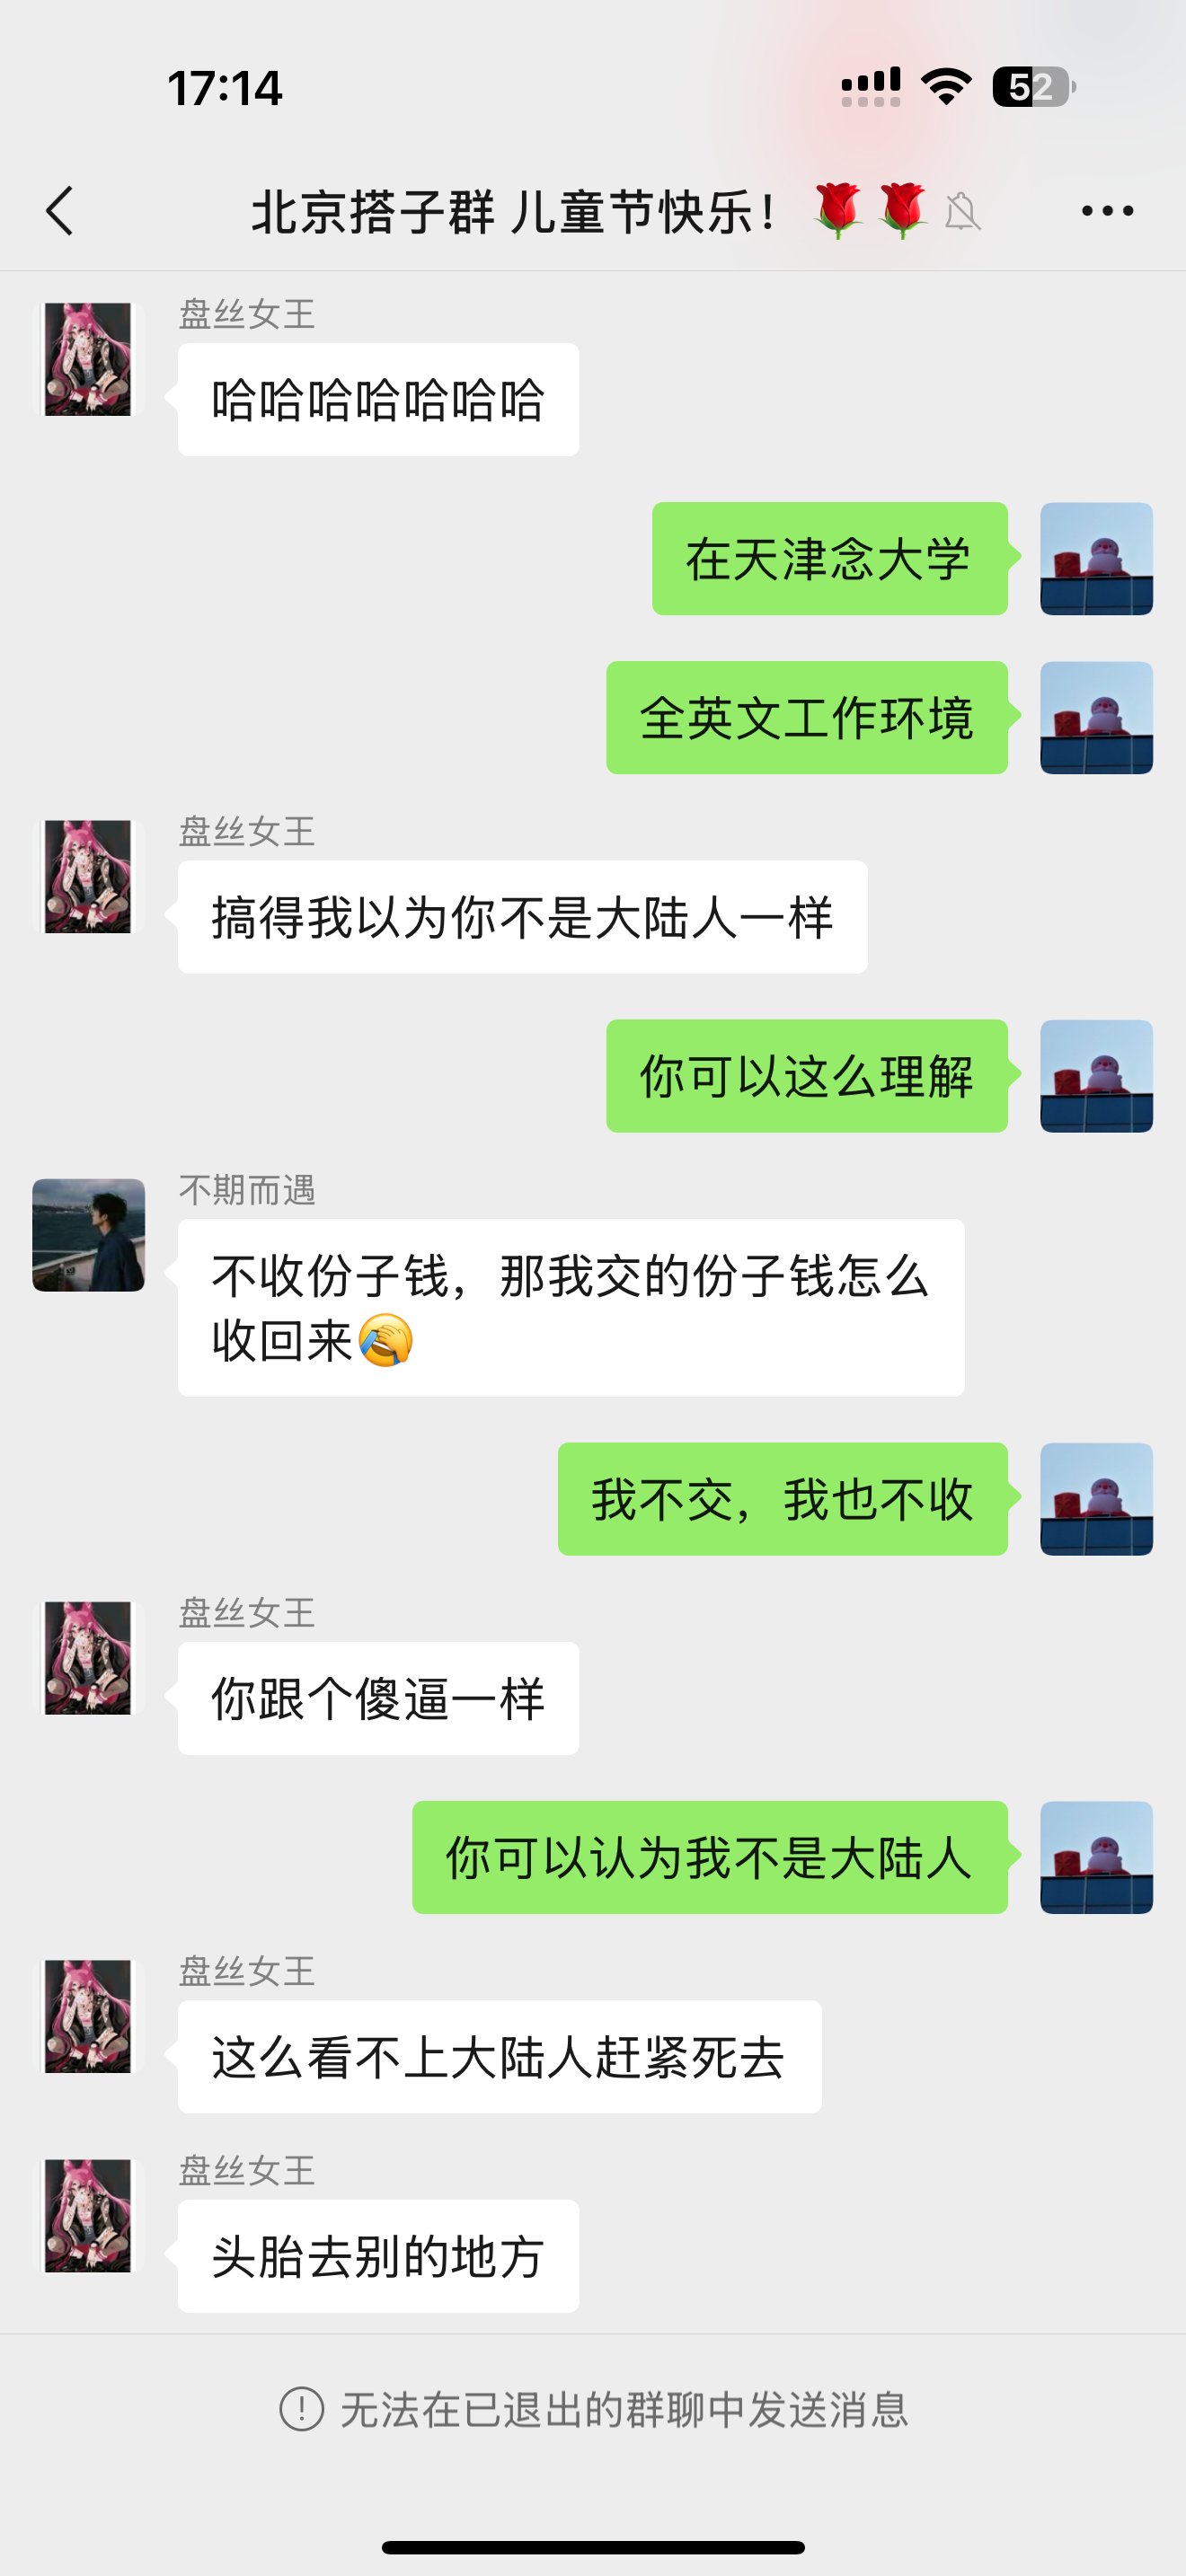 17:14
52
北京搭子群 儿童节快乐！🌹🌹
盘丝女王
哈哈哈哈哈哈哈
在天津念大学
全英文工作环境
盘丝女王
搞得我以为你不是大陆人一样
你可以这么理解
不期而遇
不收份子钱，那我交的份子钱怎么
收回来🤣
我不交，我也不收
盘丝女王
你跟个傻逼一样
你可以认为我不是大陆人
盘丝女王
这么看不上大陆人赶紧死去
盘丝女王
头胎去别的地方
无法在已退出的群聊中发送消息